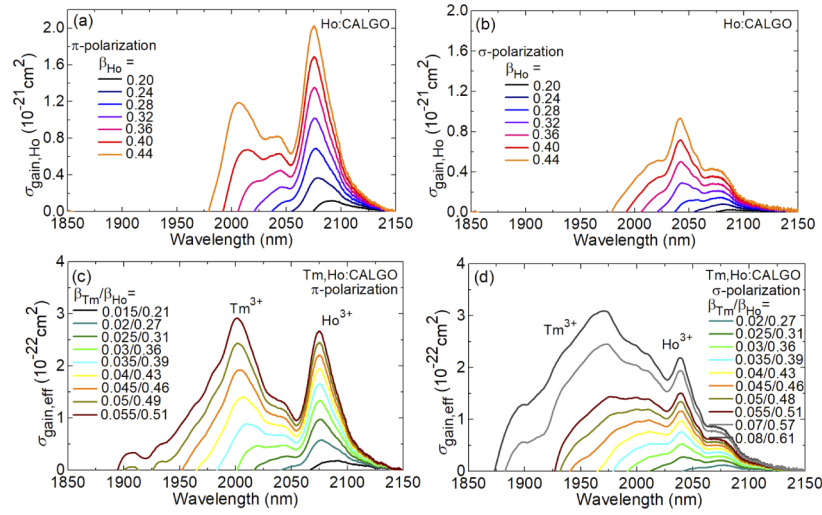 (a)
Ho:CALGO
π-polarization
βHo =
0.20
0.24
0.28
0.32
0.36
0.40
0.44
2.0
1.6
1.2
0.8
0.4
0.0
σgain,Ho (10⁻²¹cm²)
1850 1900 1950 2000 2050 2100 2150
Wavelength (nm)
(b)
Ho:CALGO
σ-polarization
βHo =
0.20
0.24
0.28
0.32
0.36
0.40
0.44
2.0
1.6
1.2
0.8
0.4
0.0
σgain,Ho (10⁻²¹cm²)
1850 1900 1950 2000 2050 2100 2150
Wavelength (nm)
(c)
Tm,Ho:CALGO
π-polarization
βTm/βHo=
0.015/0.21
0.02/0.27
0.025/0.31
0.03/0.36
0.035/0.39
0.04/0.43
0.045/0.46
0.05/0.49
0.055/0.51
Tm³⁺
Ho³⁺
4
3
2
1
0
σgain,eff (10⁻²²cm²)
1850 1900 1950 2000 2050 2100 2150
Wavelength (nm)
(d)
Tm,Ho:CALGO
σ-polarization
βTm/βHo=
0.02/0.27
0.025/0.31
0.03/0.36
0.035/0.39
0.04/0.43
0.045/0.46
0.05/0.48
0.055/0.51
0.07/0.57
0.08/0.61
Tm³⁺
Ho³⁺
4
3
2
1
0
σgain,eff (10⁻²²cm²)
1850 1900 1950 2000 2050 2100 2150
Wavelength (nm)